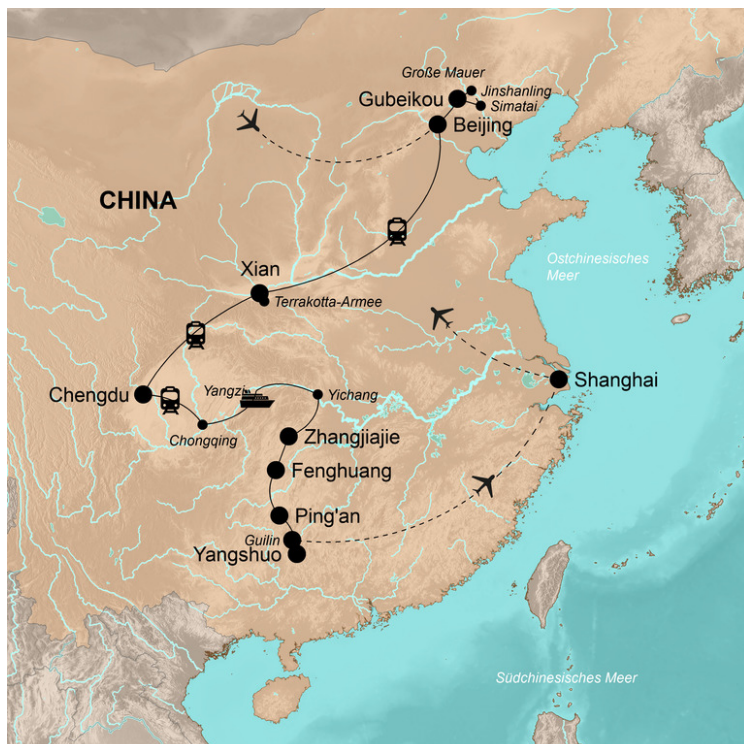 Große Mauer
Jinshanling
Gubeikou
Simatai
Beijing
CHINA
Ostchinesisches
Meer
Xian
Terrakotta-Armee
Shanghai
Chengdu
Yangzi
Yichang
Chongqing
Zhangjiajie
Fenghuang
Ping'an
Guilin
Yangshuo
Südchinesisches Meer